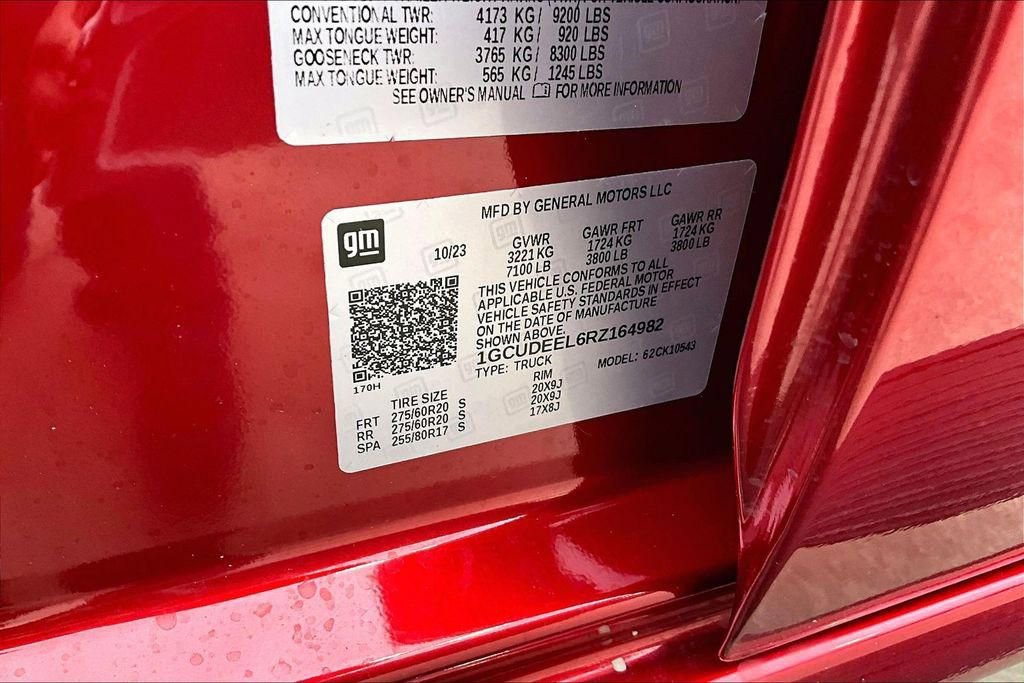 CONVENTIONAL TWR: 4173 KG/ 9200 LBS
MAX TONGUE WEIGHT: 417 KG/ 920 LBS
GOOSENECK TWR: 3765 KG/ 8300 LBS
MAX TONGUE WEIGHT: 565 KG/ 1245 LBS
SEE OWNER'S MANUAL FOR MORE INFORMATION
MFD BY GENERAL MOTORS LLC
gm
10/23
GVWR GAWR FRT GAWR RR
3221 KG 1724 KG 1724 KG
7100 LB 3800 LB 3800 LB
THIS VEHICLE CONFORMS TO ALL
APPLICABLE U.S. FEDERAL MOTOR
VEHICLE SAFETY STANDARDS IN EFFECT
ON THE DATE OF MANUFACTURE
SHOWN ABOVE.
1GCUDEEL6RZ164982
TYPE: TRUCK MODEL: 62CK10543
170H
TIRE SIZE RIM
FRT 275/60R20 S 20X9J
RR 275/60R20 S 20X9J
SPA 255/80R17 S 17X8J